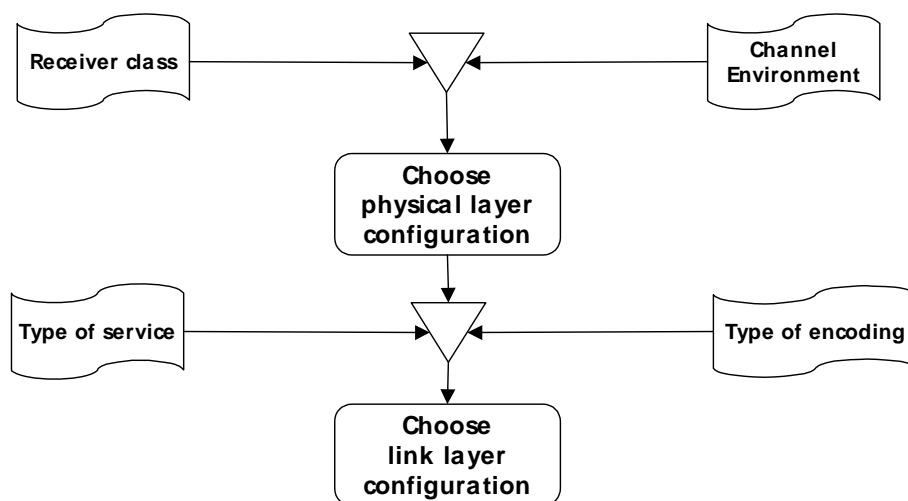 Receiver class
Channel
Environment
Choose
physical layer
configuration
Type of service
Type of encoding
Choose
link layer
configuration